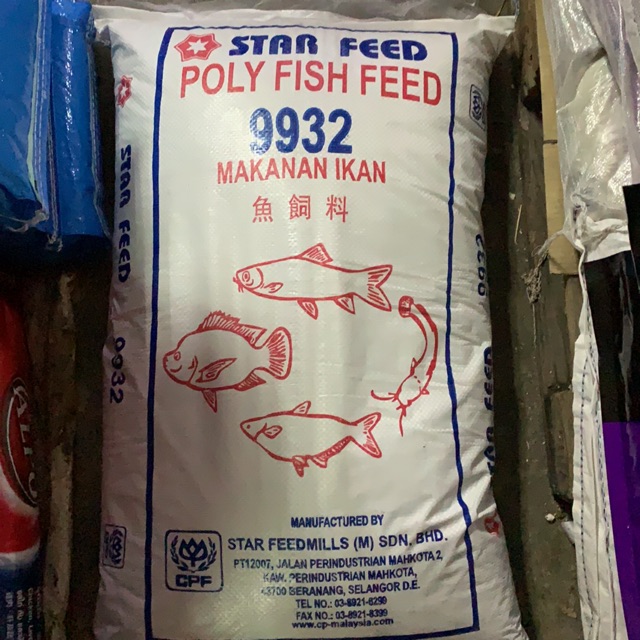 STAR FEED
POLY FISH FEED
9932
MAKANAN IKAN
魚飼料
MANUFACTURED BY
STAR FEEDMILLS (M) SDN. BHD.
PT12007, JALAN PERINDUSTRIAN MAHKOTA 2,
KAW. PERINDUSTRIAN MAHKOTA,
43700 BERANANG, SELANGOR D.E.
TEL NO.: 03-8921-6299
FAX NO.: 03-8921-8399
www.cp-malaysia.com
CPF
STAR FEED 9932
9932
STAR FEED